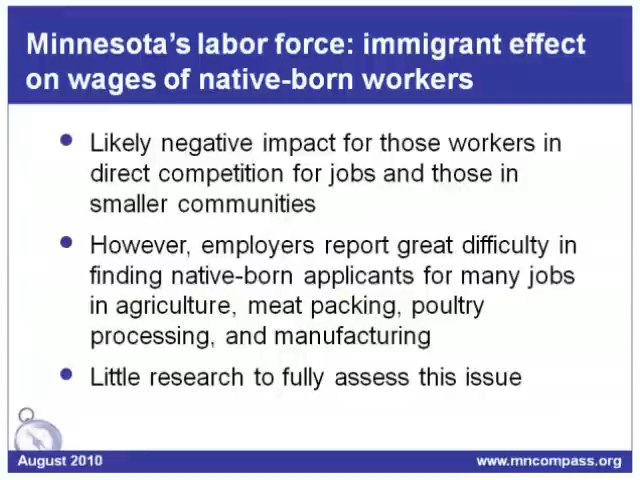 Minnesota's labor force: immigrant effect
on wages of native-born workers
Likely negative impact for those workers in
direct competition for jobs and those in
smaller communities
However, employers report great difficulty in
finding native-born applicants for many jobs
in agriculture, meat packing, poultry
processing, and manufacturing
Little research to fully assess this issue
August 2010
www.mncompass.org